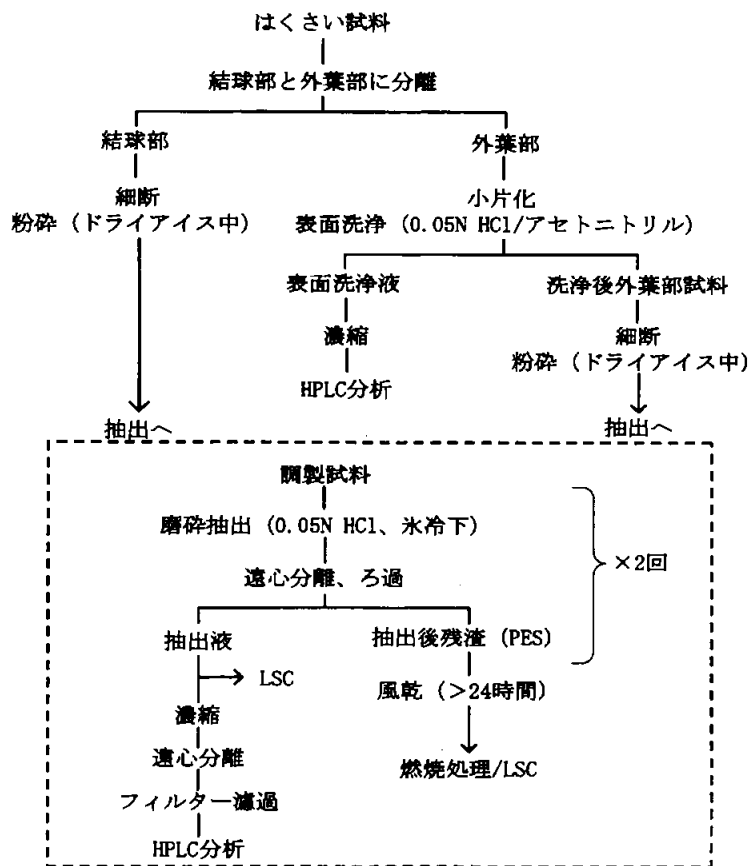 はくさい試料
結球部と外葉部に分離
結球部
外葉部
細断
粉砕 (ドライアイス中)
小片化
表面洗浄 (0.05N HCl/アセトニトリル)
表面洗浄液
洗浄後外葉部試料
濃縮
細断
HPLC分析
粉砕 (ドライアイス中)
抽出へ
抽出へ
調製試料
磨砕抽出 (0.05N HCl、氷冷下)
×2回
遠心分離、ろ過
抽出液
抽出後残渣 (PES)
LSC
風乾 (>24時間)
濃縮
遠心分離
燃焼処理/LSC
フィルター濾過
HPLC分析